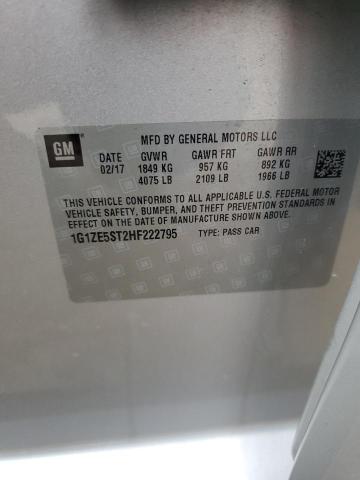 GM
MFD BY GENERAL MOTORS LLC
DATE GVWR GAWR FRT GAWR RR
02/17 1849 KG 957 KG 892 KG
4075 LB 2109 LB 1966 LB
THIS VEHICLE CONFORMS TO ALL APPLICABLE U.S. FEDERAL MOTOR
VEHICLE SAFETY, BUMPER, AND THEFT PREVENTION STANDARDS IN
EFFECT ON THE DATE OF MANUFACTURE SHOWN ABOVE.
1G1ZE5ST2HF222795 TYPE: PASS CAR